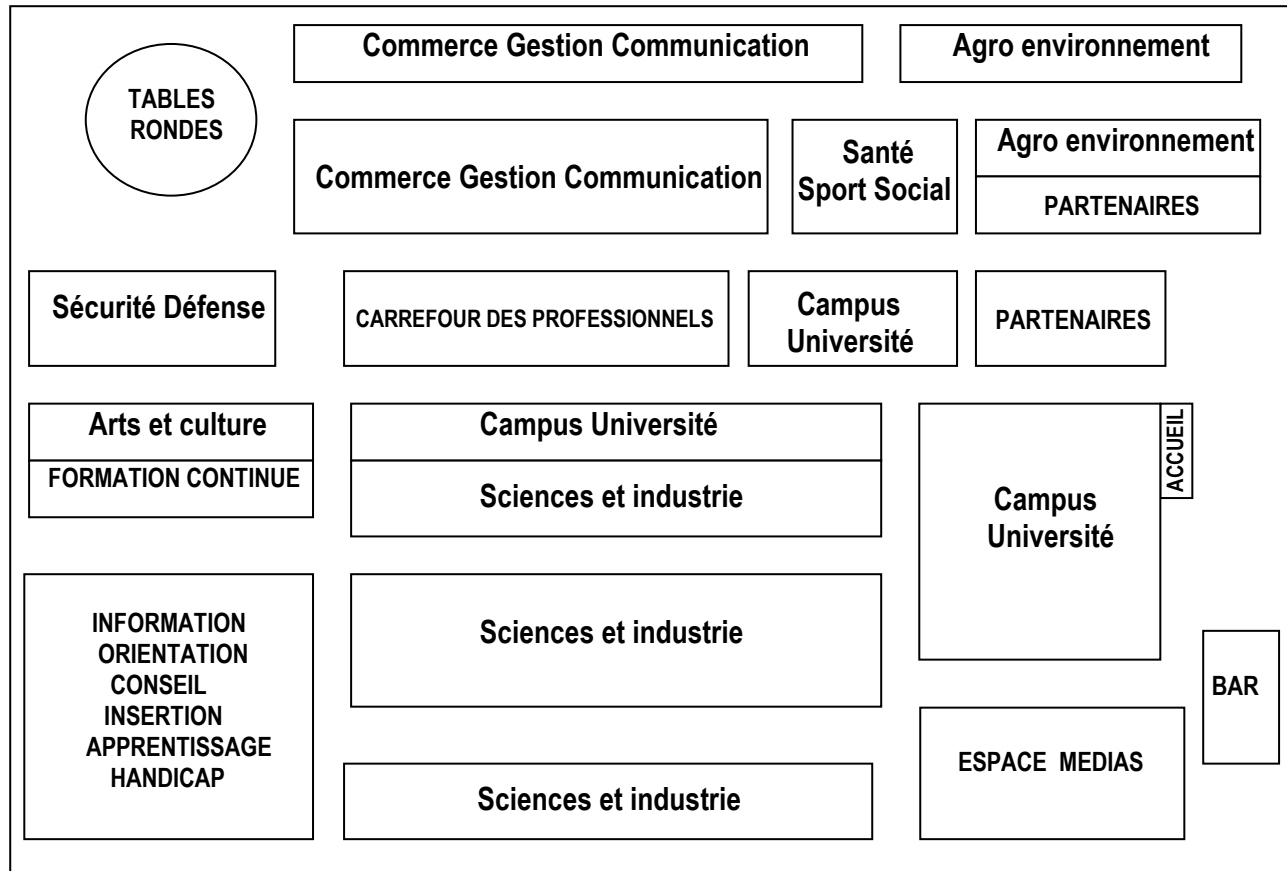 Commerce Gestion Communication
Agro environnement
TABLES
RONDES
Commerce Gestion Communication
Santé
Sport Social
Agro environnement
PARTENAIRES
Sécurité Défense
CARREFOUR DES PROFESSIONNELS
Campus
Université
PARTENAIRES
Arts et culture
FORMATION CONTINUE
Campus Université
Sciences et industrie
Campus
Université
ACCUEIL
INFORMATION
ORIENTATION
CONSEIL
INSERTION
APPRENTISSAGE
HANDICAP
Sciences et industrie
BAR
Sciences et industrie
ESPACE MEDIAS